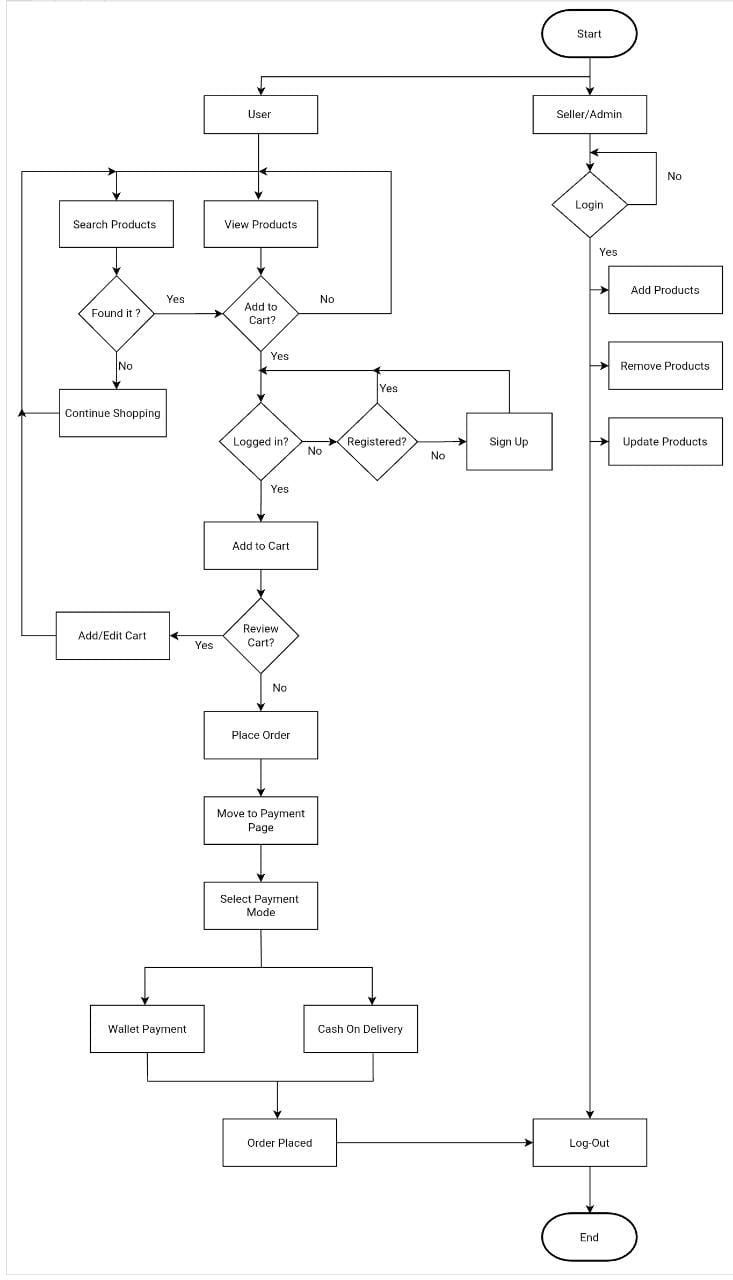 Start
User
Seller/Admin
No
Login
Search Products
View Products
Yes
Add Products
Yes
No
Found it ?
Add to
Cart?
Yes
No
Remove Products
Yes
Continue Shopping
Logged in?
Registered?
Sign Up
Update Products
No
No
Yes
Add to Cart
Add/Edit Cart
Review
Cart?
Yes
No
Place Order
Move to Payment
Page
Select Payment
Mode
Wallet Payment
Cash On Delivery
Order Placed
Log-Out
End